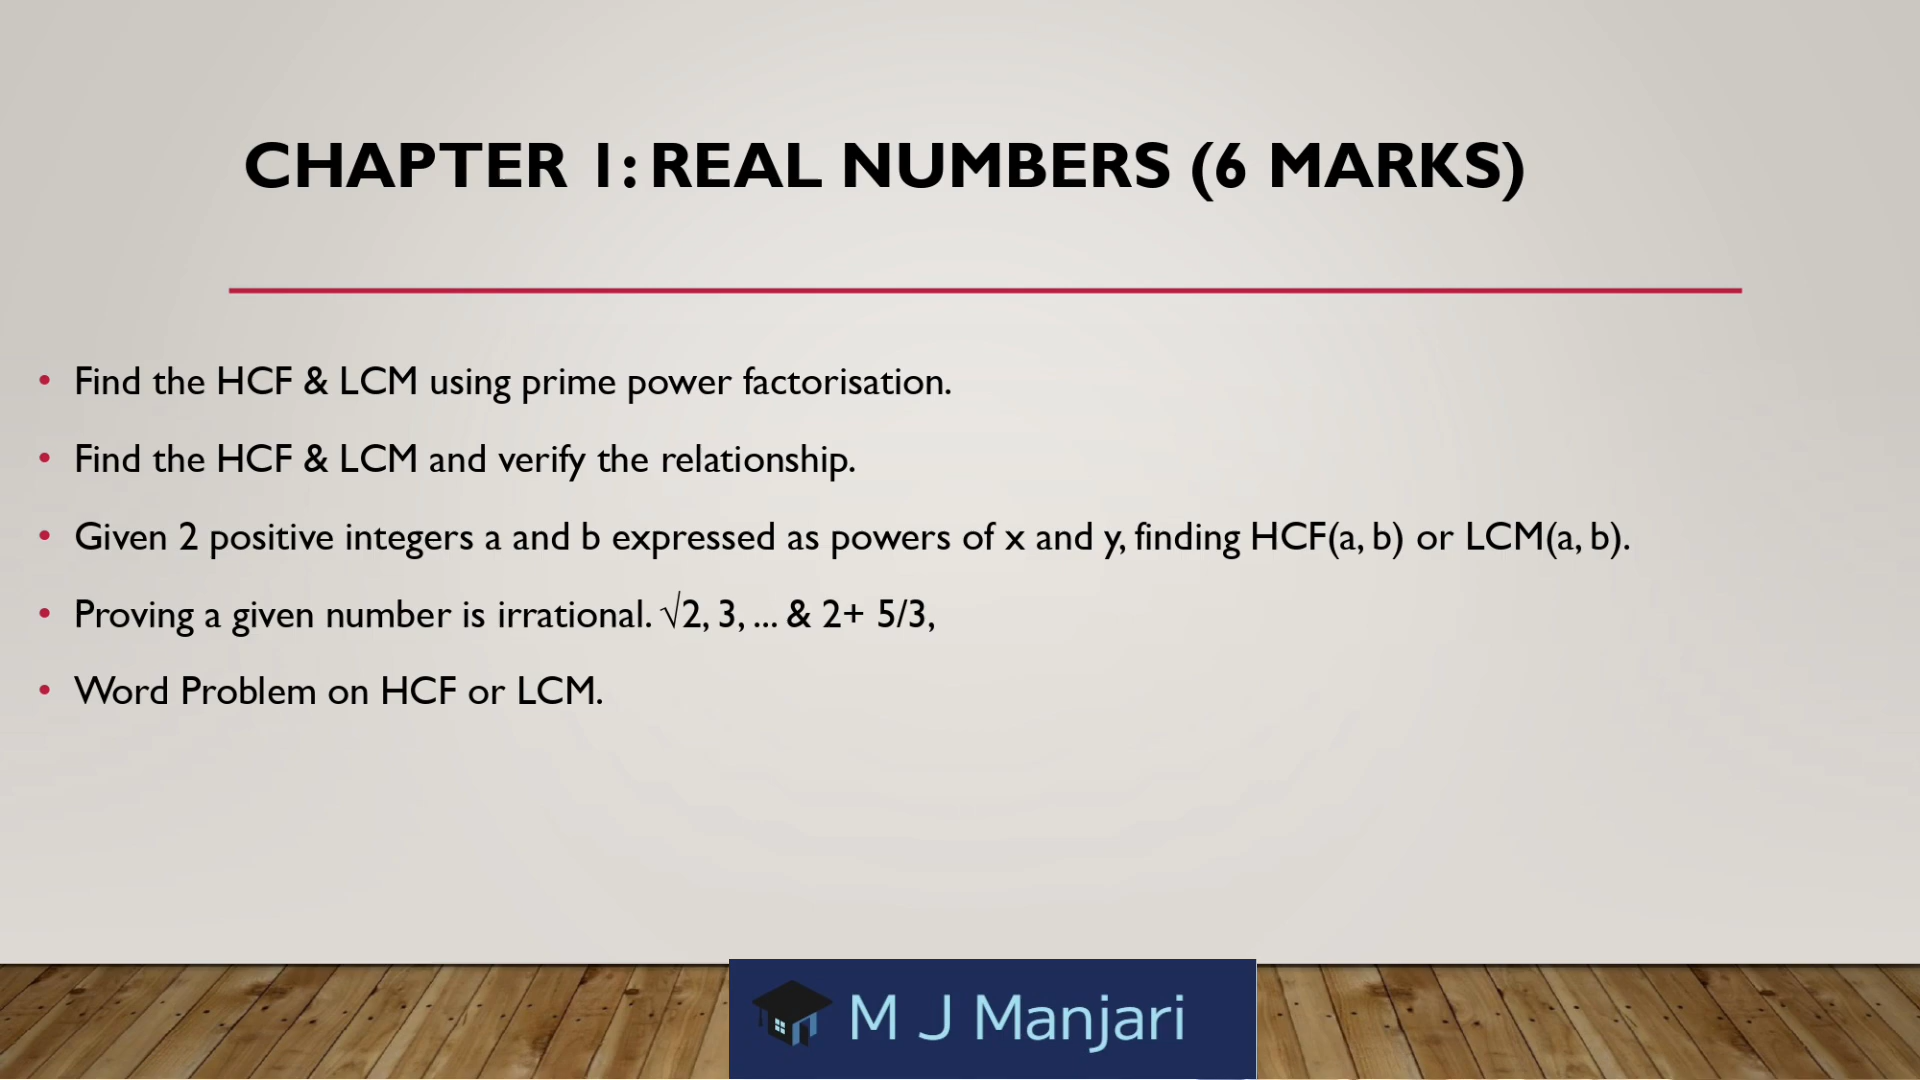 CHAPTER 1: REAL NUMBERS (6 MARKS)
• Find the HCF & LCM using prime power factorisation.
• Find the HCF & LCM and verify the relationship.
• Given 2 positive integers a and b expressed as powers of x and y, finding HCF(a, b) or LCM(a, b).
• Proving a given number is irrational. √2, 3, ... & 2+ 5/3,
• Word Problem on HCF or LCM.
M J Manjari